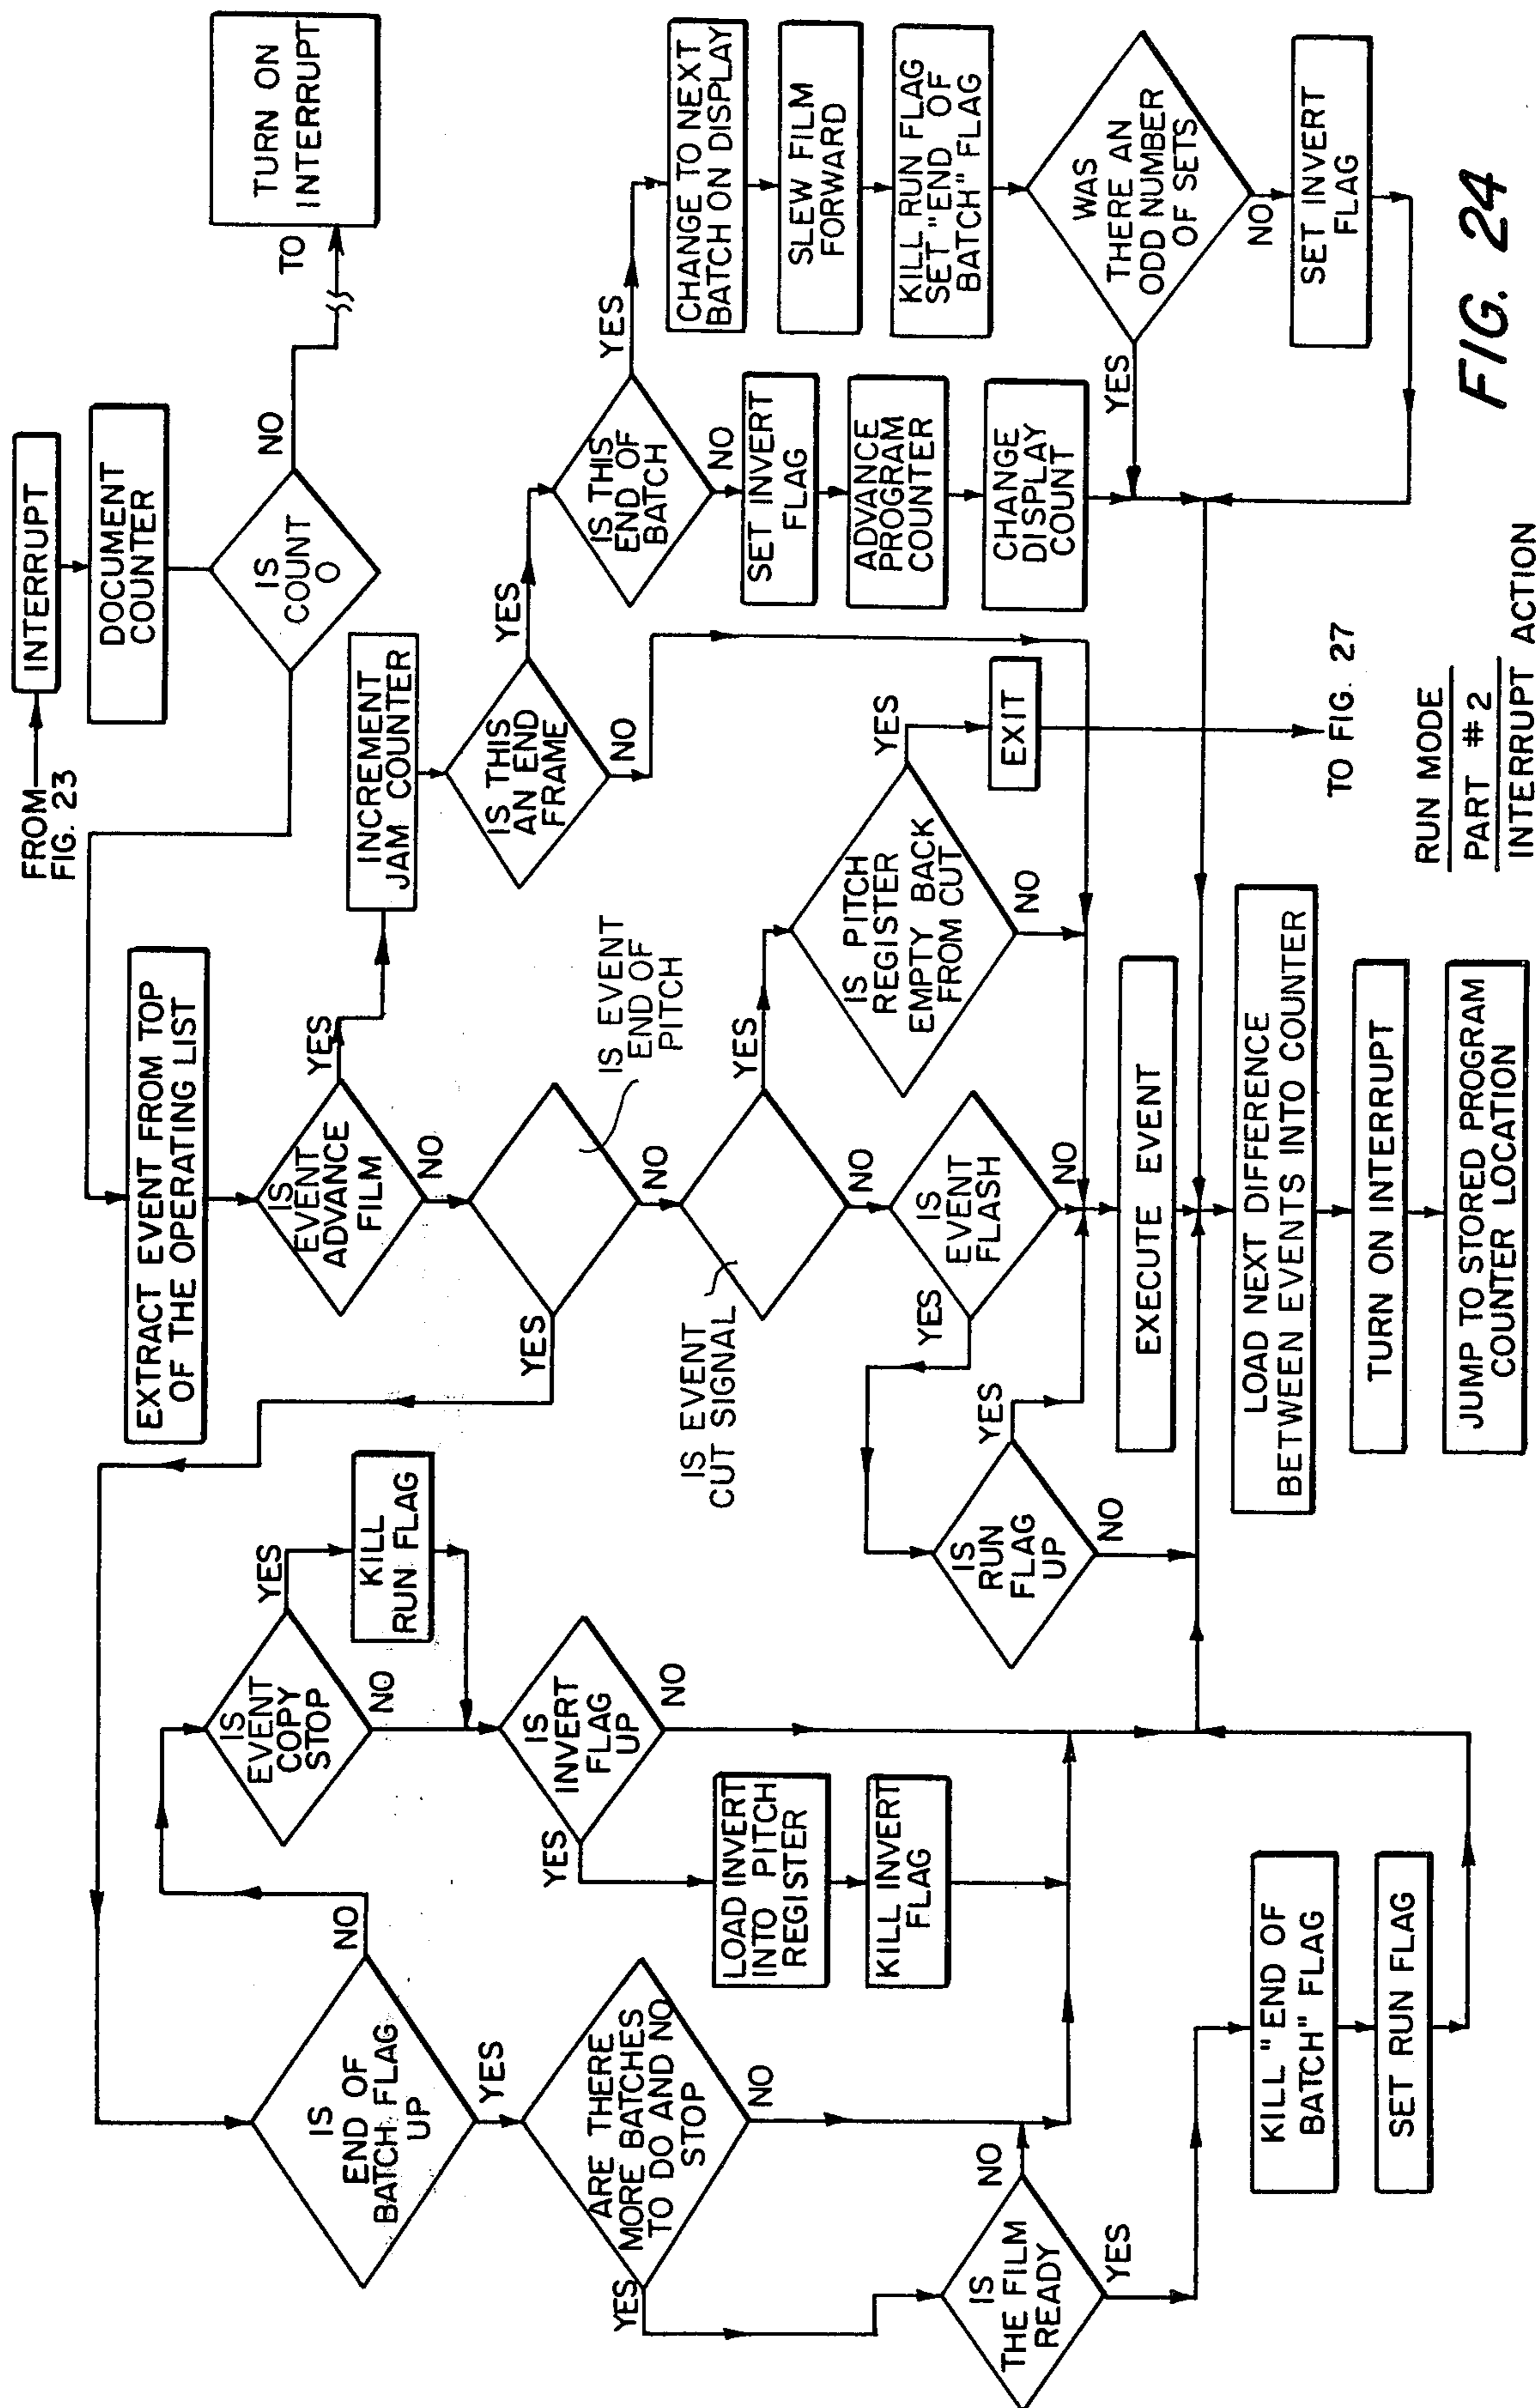 FROM
FIG. 23
INTERRUPT
DOCUMENT
COUNTER
IS
COUNT
O
NO
TO
TURN ON
INTERRUPT
EXTRACT EVENT FROM TOP
OF THE OPERATING LIST
IS
EVENT
ADVANCE
FILM
YES
NO
INCREMENT
JAM COUNTER
IS THIS
AN END
FRAME
YES
NO
IS THIS
END OF
BATCH
YES
NO
CHANGE TO NEXT
BATCH ON DISPLAY
SLEW FILM
FORWARD
KILL RUN FLAG
SET "END OF
BATCH" FLAG
WAS
THERE AN
ODD NUMBER
OF SETS
YES
NO
SET INVERT
FLAG
SET INVERT
FLAG
ADVANCE
PROGRAM
COUNTER
CHANGE
DISPLAY
COUNT
IS EVENT
END OF
PITCH
YES
NO
IS EVENT
CUT SIGNAL
YES
NO
IS PITCH
REGISTER
EMPTY BACK
FROM CUT
YES
NO
EXIT
TO FIG. 27
IS
EVENT
FLASH
YES
NO
IS
RUN
FLAG
UP
YES
NO
EXECUTE EVENT
LOAD NEXT DIFFERENCE
BETWEEN EVENTS INTO COUNTER
TURN ON INTERRUPT
JUMP TO STORED PROGRAM
COUNTER LOCATION
IS
END OF
BATCH FLAG
UP
NO
YES
IS
EVENT
COPY
STOP
YES
NO
KILL
RUN FLAG
IS
INVERT
FLAG
UP
YES
NO
LOAD INVERT
INTO PITCH
REGISTER
KILL INVERT
FLAG
ARE THERE
MORE BATCHES
TO DO AND NO
STOP
YES
NO
IS
THE FILM
READY
NO
YES
KILL "END OF
BATCH" FLAG
SET RUN FLAG
RUN MODE
PART #2
INTERRUPT ACTION
FIG. 24